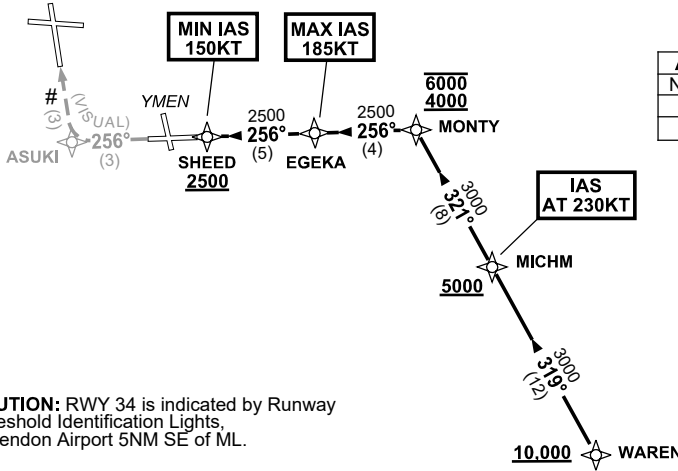 MIN IAS
150KT
MAX IAS
185KT
6000
4000
MONTY
YMEN
#
(3)
(VISUAL)
256°
(3)
ASUKI
SHEED
2500
2500
256°
(5)
EGEKA
2500
256°
(4)
3000
321°
(8)
IAS
AT 230KT
MICHM
5000
3000
319°
(12)
10,000
WAREN
UTION: RWY 34 is indicated by Runway
eshold Identification Lights,
endon Airport 5NM SE of ML.